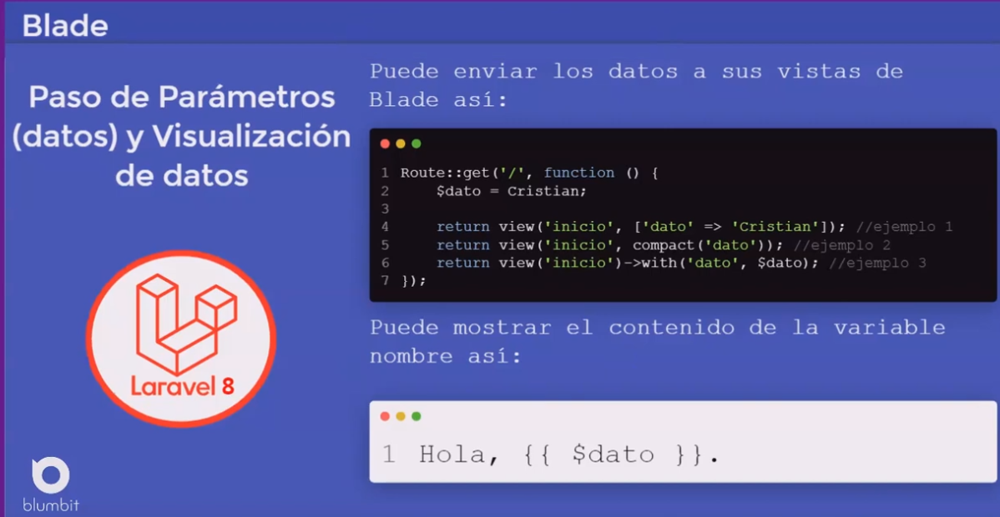 Blade
Paso de Parámetros
(datos) y Visualización
de datos
Laravel 8
blumbit
Puede enviar los datos a sus vistas de
Blade así:
1 Route::get('/', function () {
2     $dato = Cristian;
3
4     return view('inicio', ['dato' => 'Cristian']); //ejemplo 1
5     return view('inicio', compact('dato')); //ejemplo 2
6     return view('inicio')->with('dato', $dato); //ejemplo 3
7 });
Puede mostrar el contenido de la variable
nombre así:
1 Hola, {{ $dato }}.